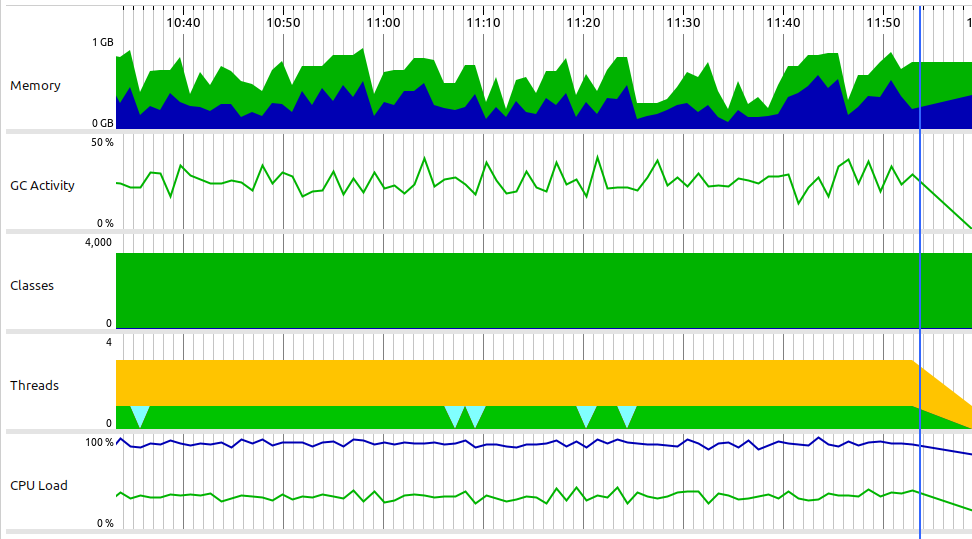 10:40 10:50 11:00 11:10 11:20 11:30 11:40 11:50 1
1 GB
Memory
0 GB
50 %
GC Activity
0 %
4,000
Classes
0
4
Threads
0
100 %
CPU Load
0 %